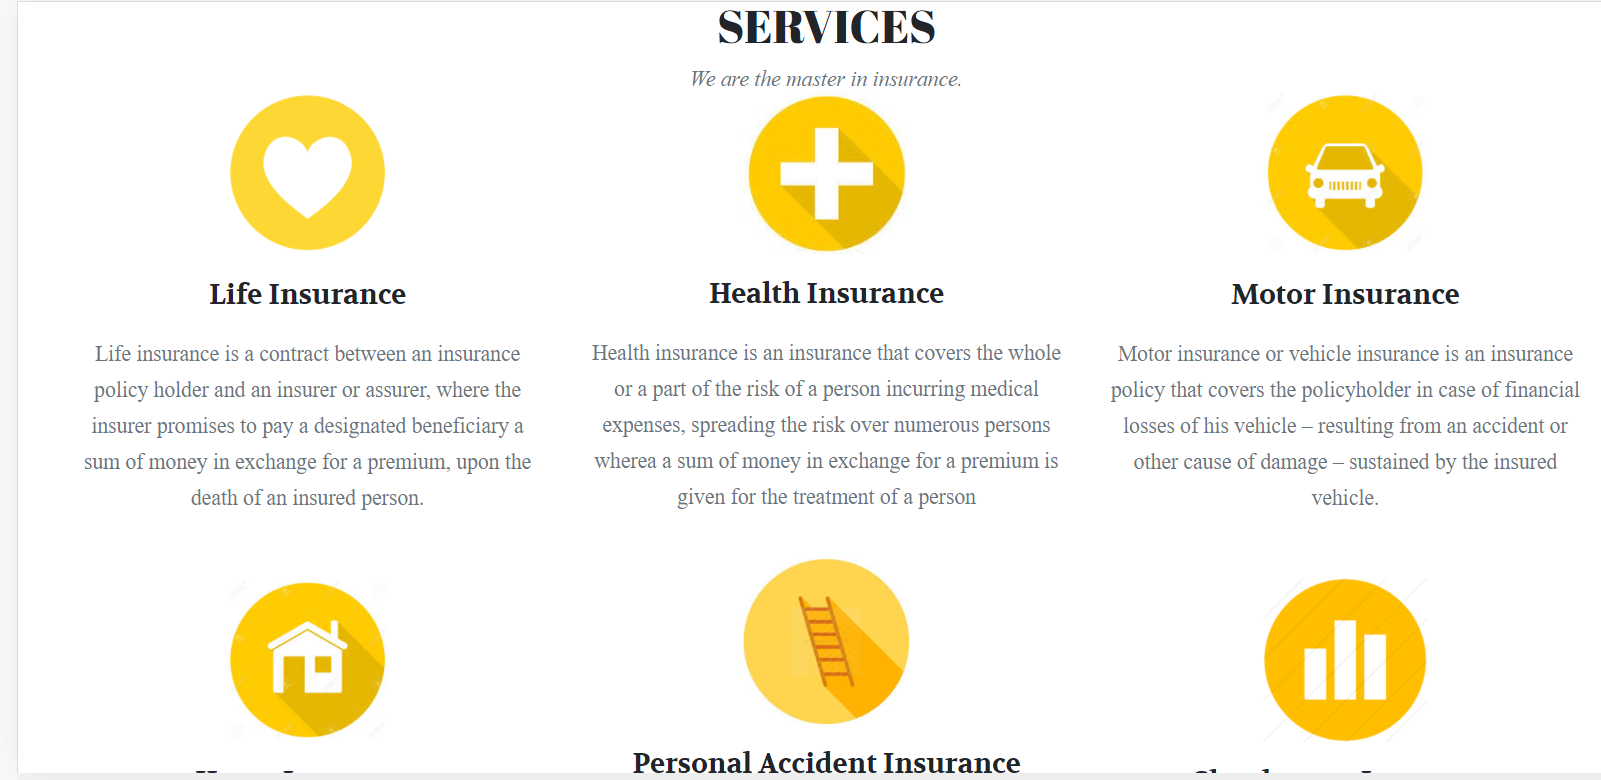 SERVICES
We are the master in insurance.
Life Insurance
Life insurance is a contract between an insurance
policy holder and an insurer or assurer, where the
insurer promises to pay a designated beneficiary a
sum of money in exchange for a premium, upon the
death of an insured person.
Health Insurance
Health insurance is an insurance that covers the whole
or a part of the risk of a person incurring medical
expenses, spreading the risk over numerous persons
wherea a sum of money in exchange for a premium is
given for the treatment of a person
Motor Insurance
Motor insurance or vehicle insurance is an insurance
policy that covers the policyholder in case of financial
losses of his vehicle – resulting from an accident or
other cause of damage – sustained by the insured
vehicle.
Personal Accident Insurance